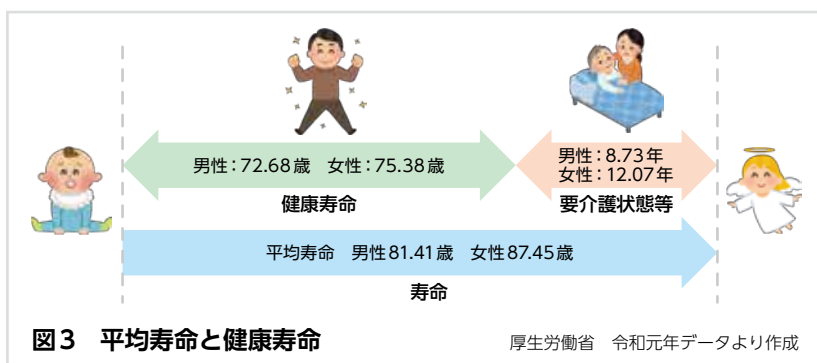 男性：72.68歳　女性：75.38歳
男性：8.73年
女性：12.07年
健康寿命
要介護状態等
平均寿命　男性81.41歳　女性87.45歳
寿命
図3　平均寿命と健康寿命
厚生労働省　令和元年データより作成